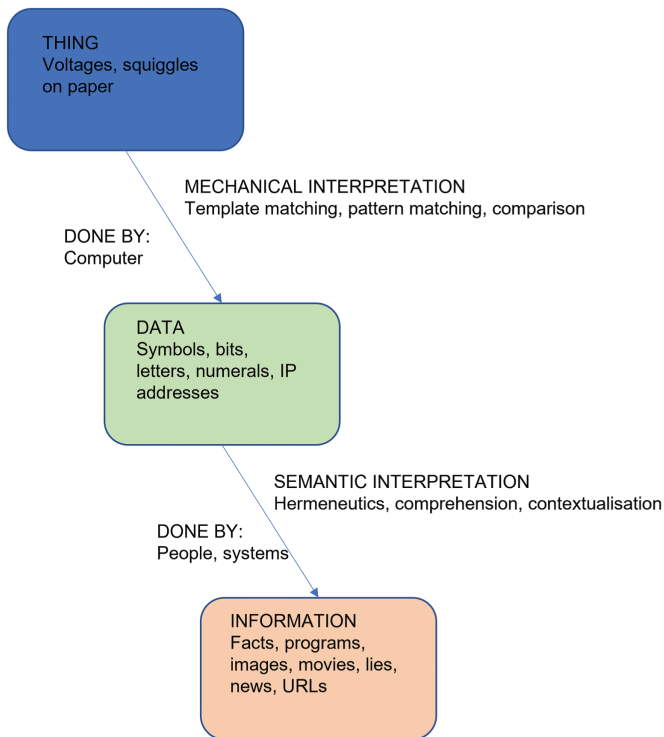 THING
Voltages, squiggles
on paper
MECHANICAL INTERPRETATION
Template matching, pattern matching, comparison
DONE BY:
Computer
DATA
Symbols, bits,
letters, numerals, IP
addresses
SEMANTIC INTERPRETATION
Hermeneutics, comprehension, contextualisation
DONE BY:
People, systems
INFORMATION
Facts, programs,
images, movies, lies,
news, URLs